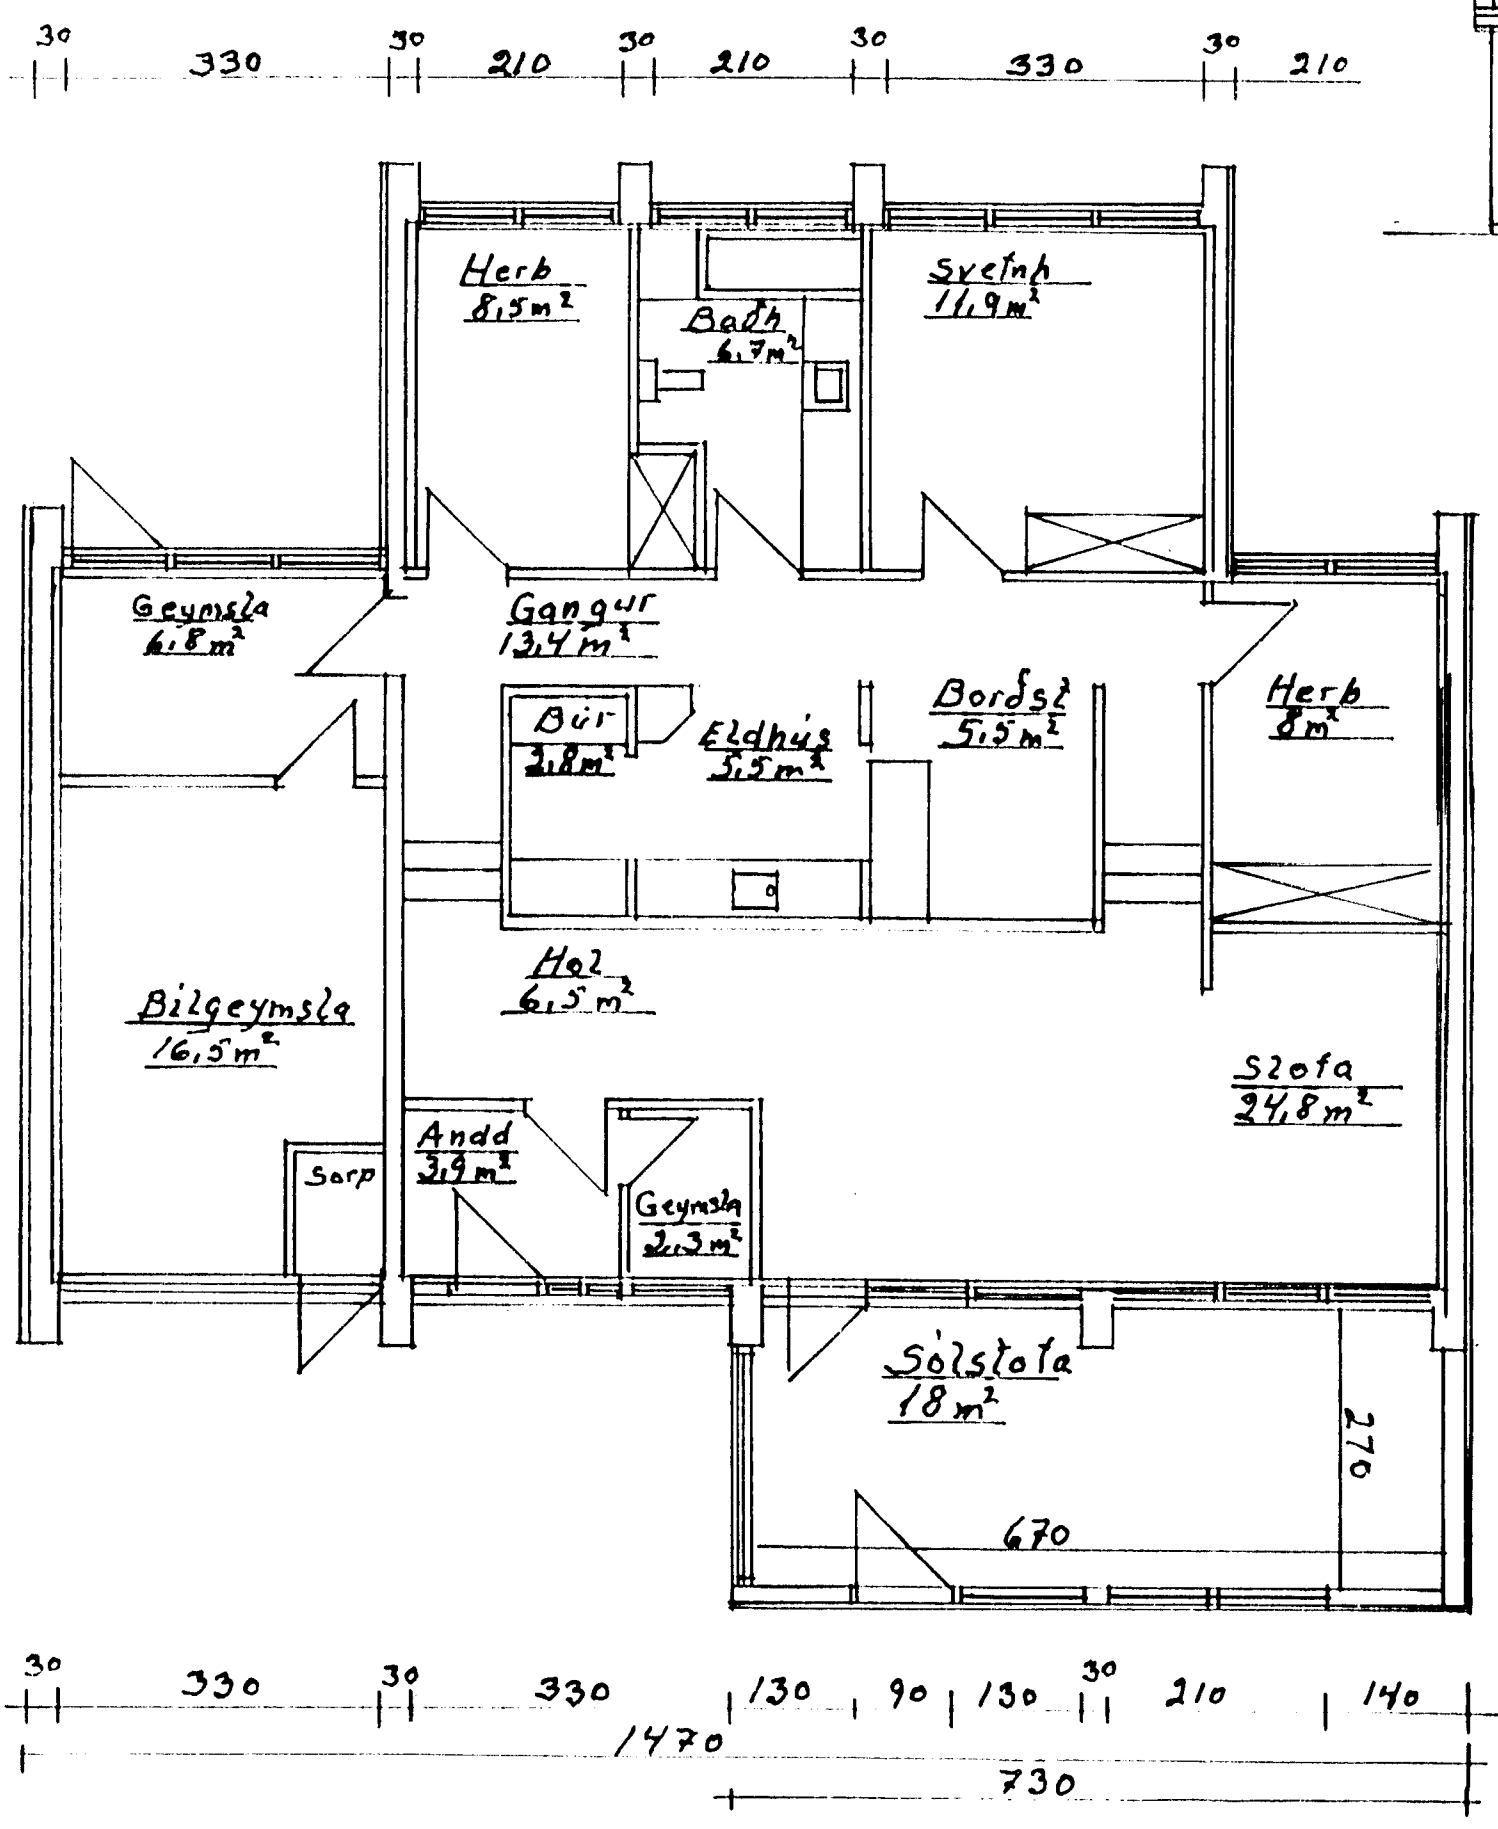 30 330 30 210 30 210 30 330 30 210
Herb
8,5m²
Baðh
6,7m²
Svefnh
11,9m²
Geymsla
6,8m²
Gangur
13,4m²
Búr
2,8m²
Eldhús
5,5m²
Borðst
5,5m²
Herb
8m²
Hol
6,5m²
Bílgeymsla
16,5m²
Stofa
24,8m²
Andd
3,9m²
Sorp
Geymsla
2,3m²
Sólstofa
18m²
270
670
30 330 30 330 130 90 130 30 210 140
1470
730